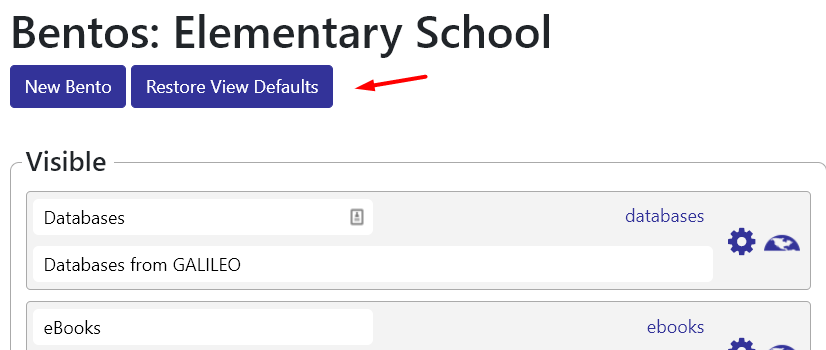 Bentos: Elementary School
New Bento Restore View Defaults
Visible
Databases databases
Databases from GALILEO
eBooks ebooks